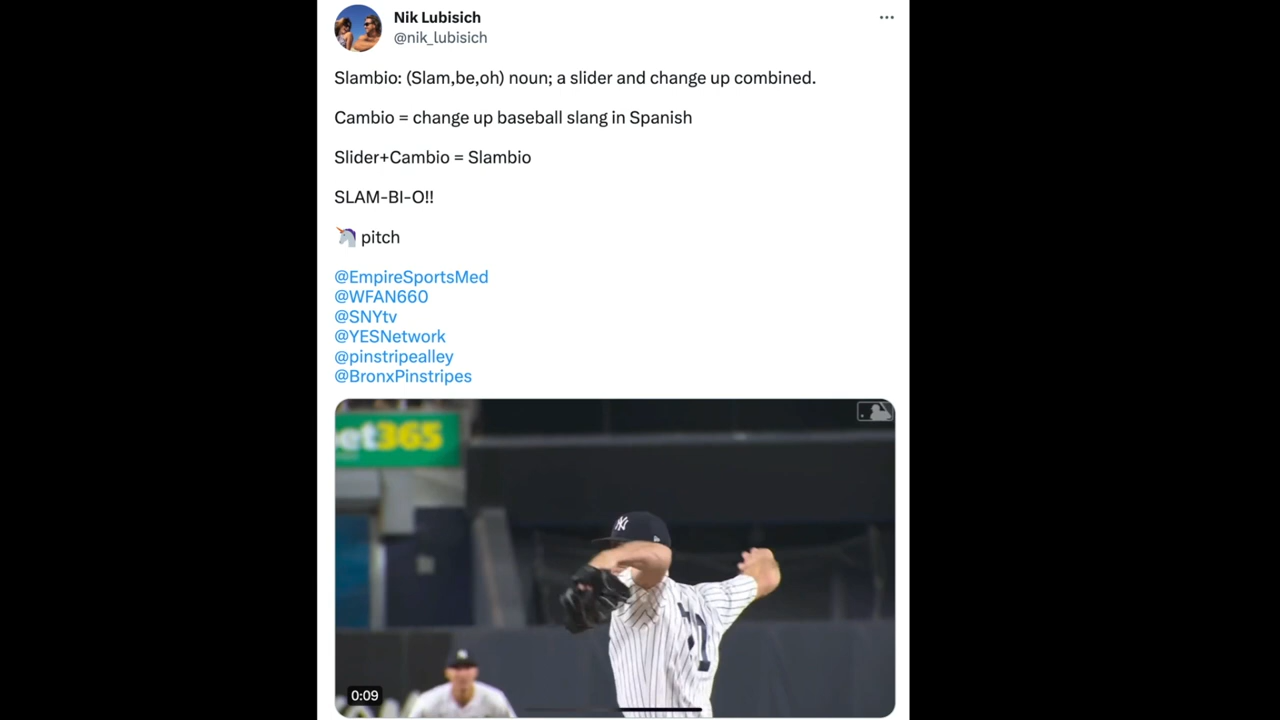 Nik Lubisich
@nik_lubisich
Slambio: (Slam,be,oh) noun; a slider and change up combined.
Cambio = change up baseball slang in Spanish
Slider+Cambio = Slambio
SLAM-BI-O!!
🦄 pitch
@EmpireSportsMed
@WFAN660
@SNYtv
@YESNetwork
@pinstripealley
@BronxPinstripes
et365
NY
0:09